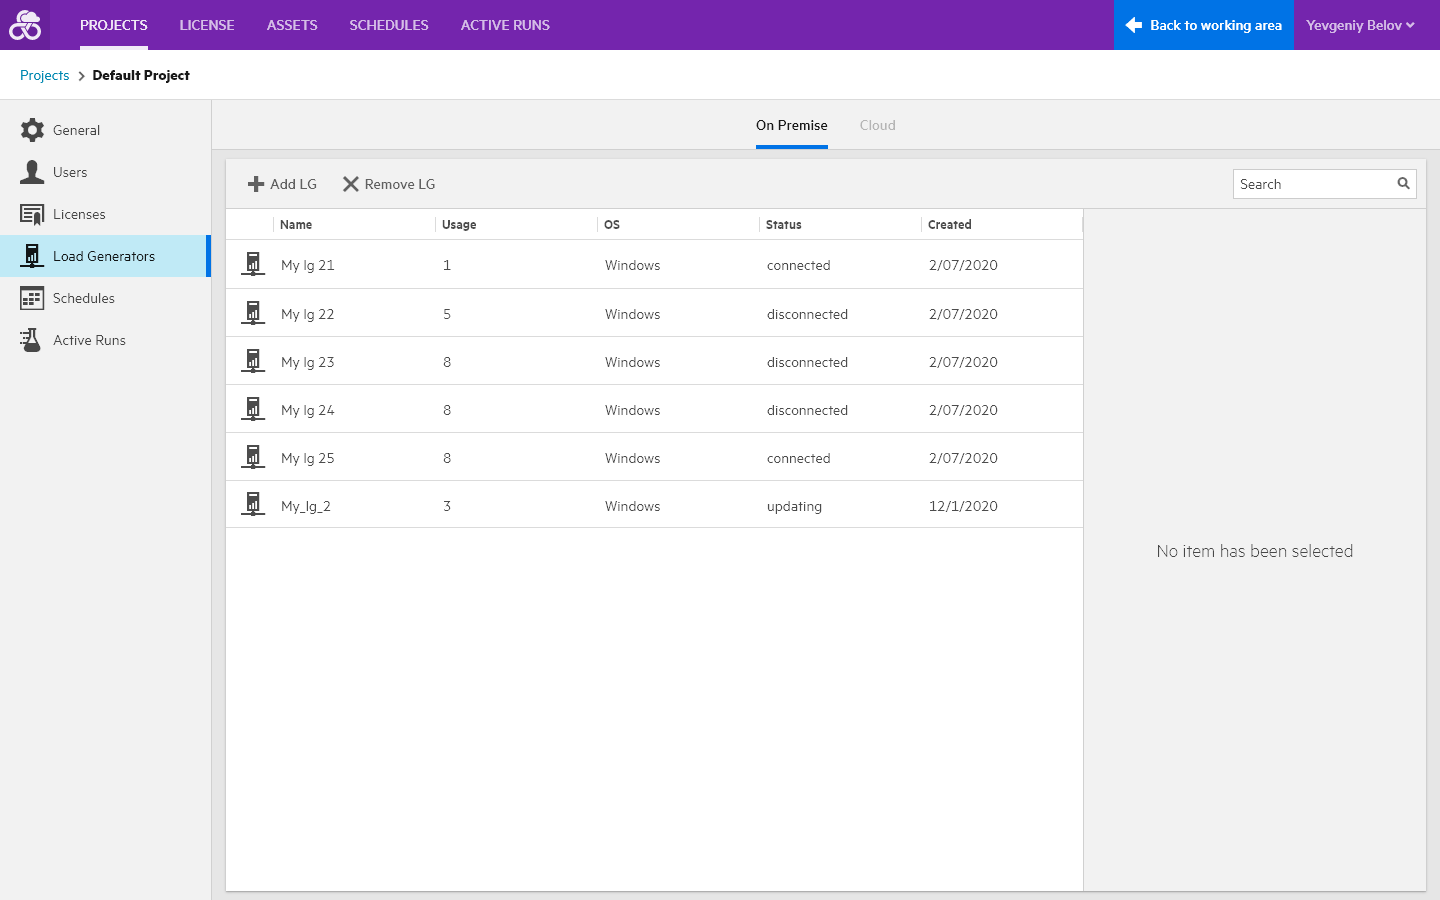 PROJECTS LICENSE ASSETS SCHEDULES ACTIVE RUNS Back to working area Yevgeniy Belov
Projects Default Project
General
Users
Licenses
Load Generators
Schedules
Active Runs
On Premise Cloud
Add LG Remove LG Search
Name Usage OS Status Created
My lg 21 1 Windows connected 2/07/2020
My lg 22 5 Windows disconnected 2/07/2020
My lg 23 8 Windows disconnected 2/07/2020
My lg 24 8 Windows disconnected 2/07/2020
My lg 25 8 Windows connected 2/07/2020
My_lg_2 3 Windows updating 12/1/2020
No item has been selected